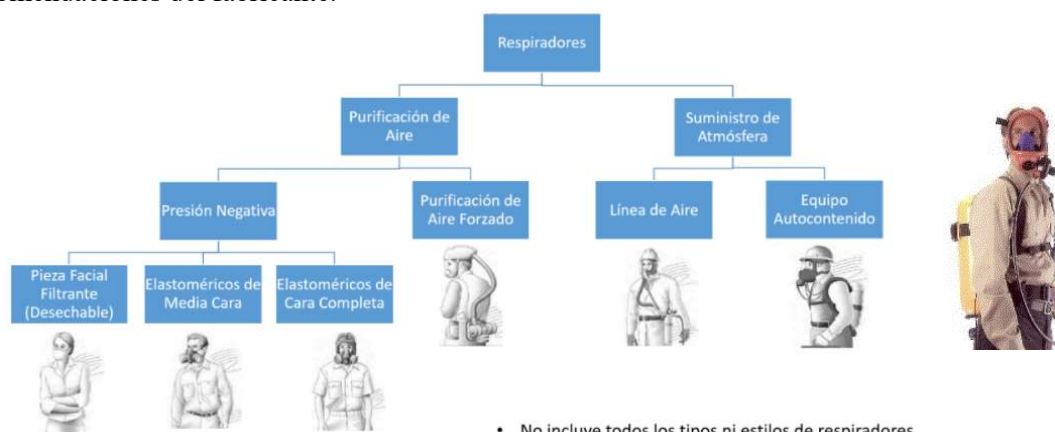 Respiradores
Purificación de
Aire
Suministro de
Atmósfera
Presión Negativa
Purificación de
Aire Forzado
Línea de Aire
Equipo
Autocontenido
Pieza Facial
Filtrante
(Desechable)
Elastoméricos de
Media Cara
Elastoméricos de
Cara Completa
• No incluye todos los tipos ni estilos de respiradores